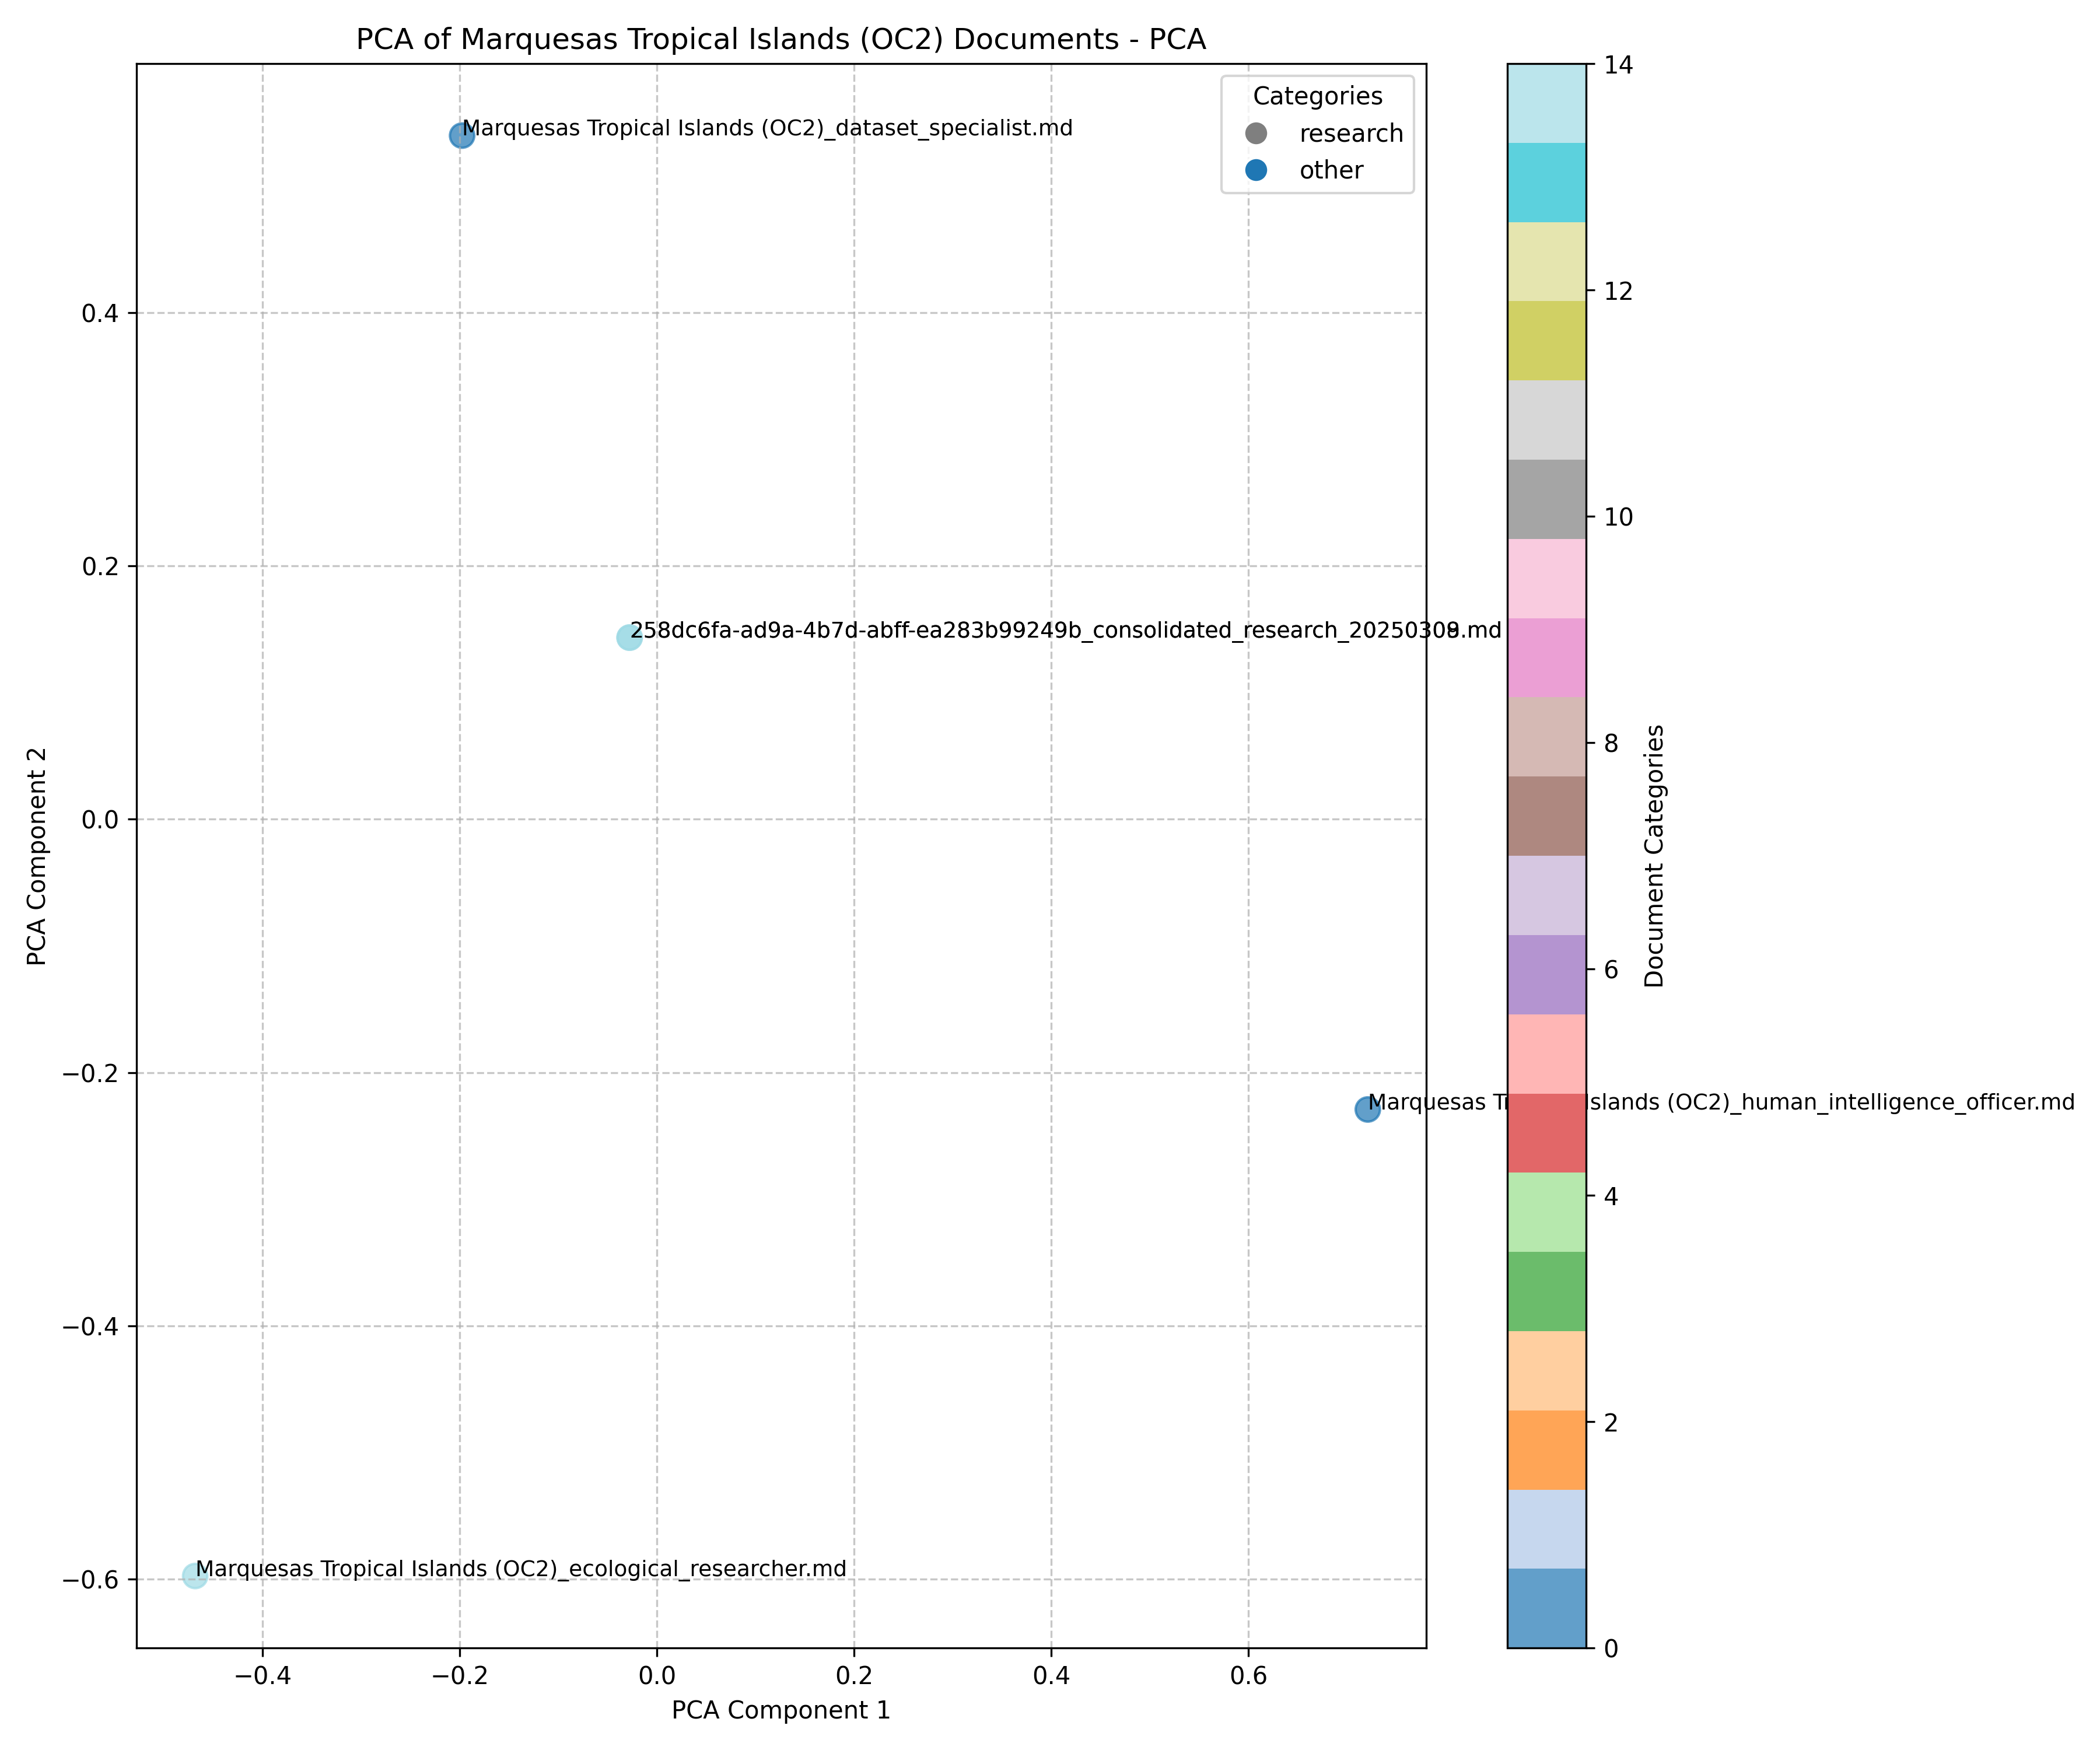 PCA of Marquesas Tropical Islands (OC2) Documents - PCA
Categories
research
other
Marquesas Tropical Islands (OC2)_dataset_specialist.md
258dc6fa-ad9a-4b7d-abff-ea283b99249b_consolidated_research_20250309.md
Marquesas Tr slands (OC2)_human_intelligence_officer.md
Marquesas Tropical Islands (OC2)_ecological_researcher.md
0.4
0.2
0.0
−0.2
−0.4
−0.6
PCA Component 2
−0.4
−0.2
0.0
0.2
0.4
0.6
PCA Component 1
14
12
10
8
6
4
2
0
Document Categories